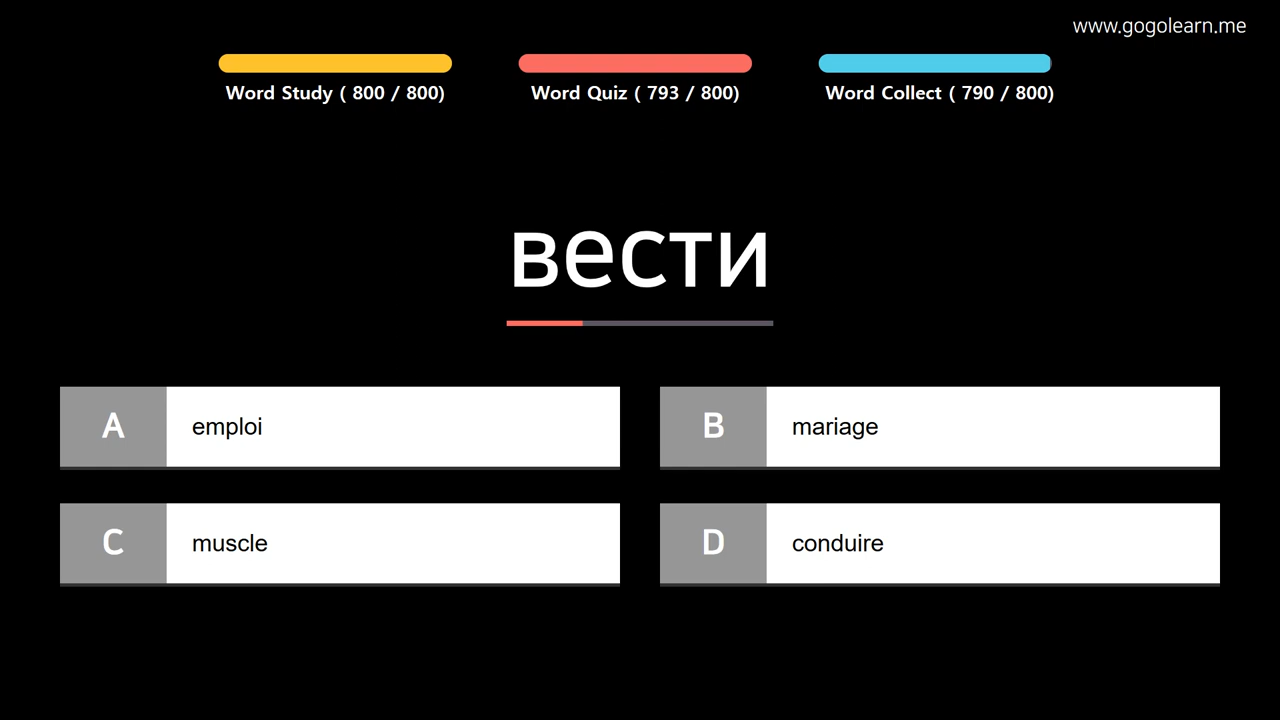 www.gogolearn.me
Word Study ( 800 / 800)
Word Quiz ( 793 / 800)
Word Collect ( 790 / 800)
вести
A emploi
B mariage
C muscle
D conduire